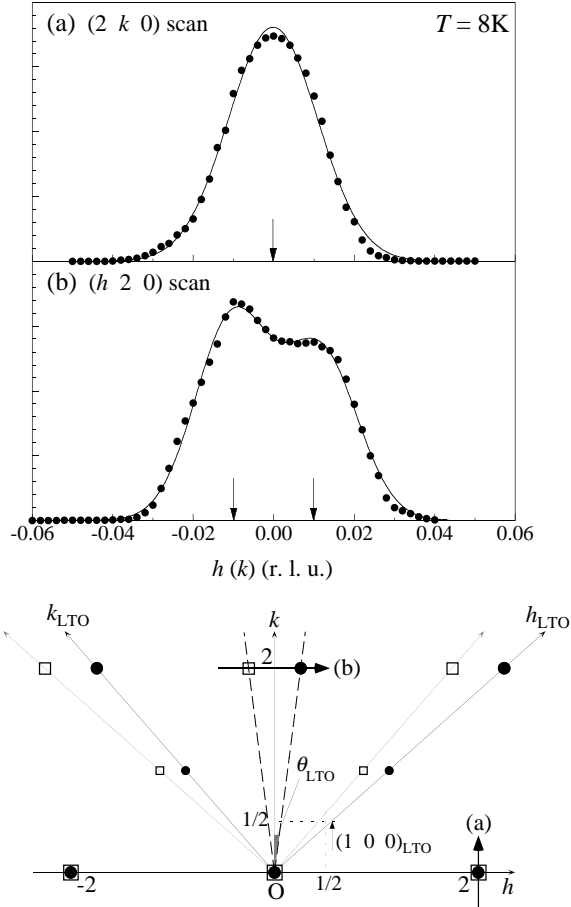 (a) (2 k 0) scan
T = 8K
(b) (h 2 0) scan
-0.06 -0.04 -0.02 0.00 0.02 0.04 0.06
h (k) (r. l. u.)
k_LTO
k
h_LTO
2
(b)
θ_LTO
1/2
(1 0 0)_LTO
(a)
-2
O
1/2
2
h